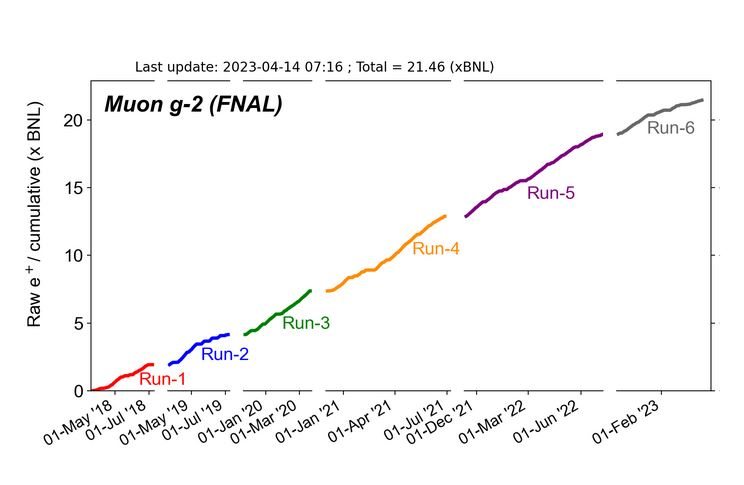 Last update: 2023-04-14 07:16 ; Total = 21.46 (xBNL)
Muon g-2 (FNAL)
Raw e⁺ / cumulative (x BNL)
20
15
10
5
0
Run-1
Run-2
Run-3
Run-4
Run-5
Run-6
01-May '18
01-Jul '18
01-May '19
01-Jul '19
01-Jan '20
01-Mar '20
01-Jan '21
01-Apr '21
01-Jul '21
01-Dec '21
01-Mar '22
01-Jun '22
01-Feb '23